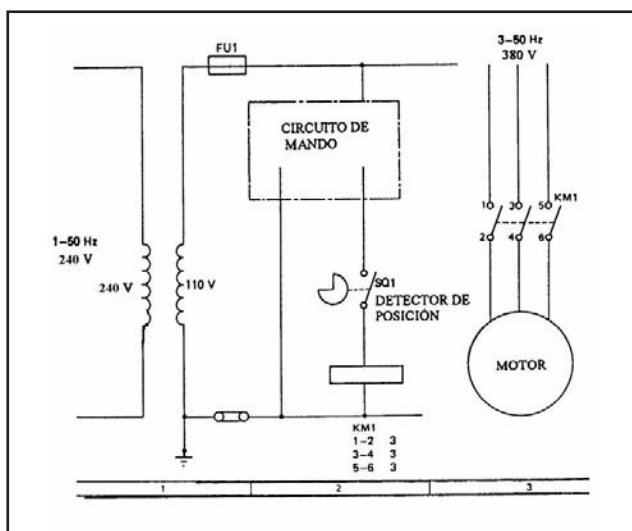 FU1
3–50 Hz
380 V
CIRCUITO DE
MANDO
1 3 5 KM1
2 4 6
1–50 Hz
240 V
240 V
110 V
SQ1
DETECTOR DE
POSICIÓN
MOTOR
KM1
1–2 3
3–4 3
5–6 3
1 2 3